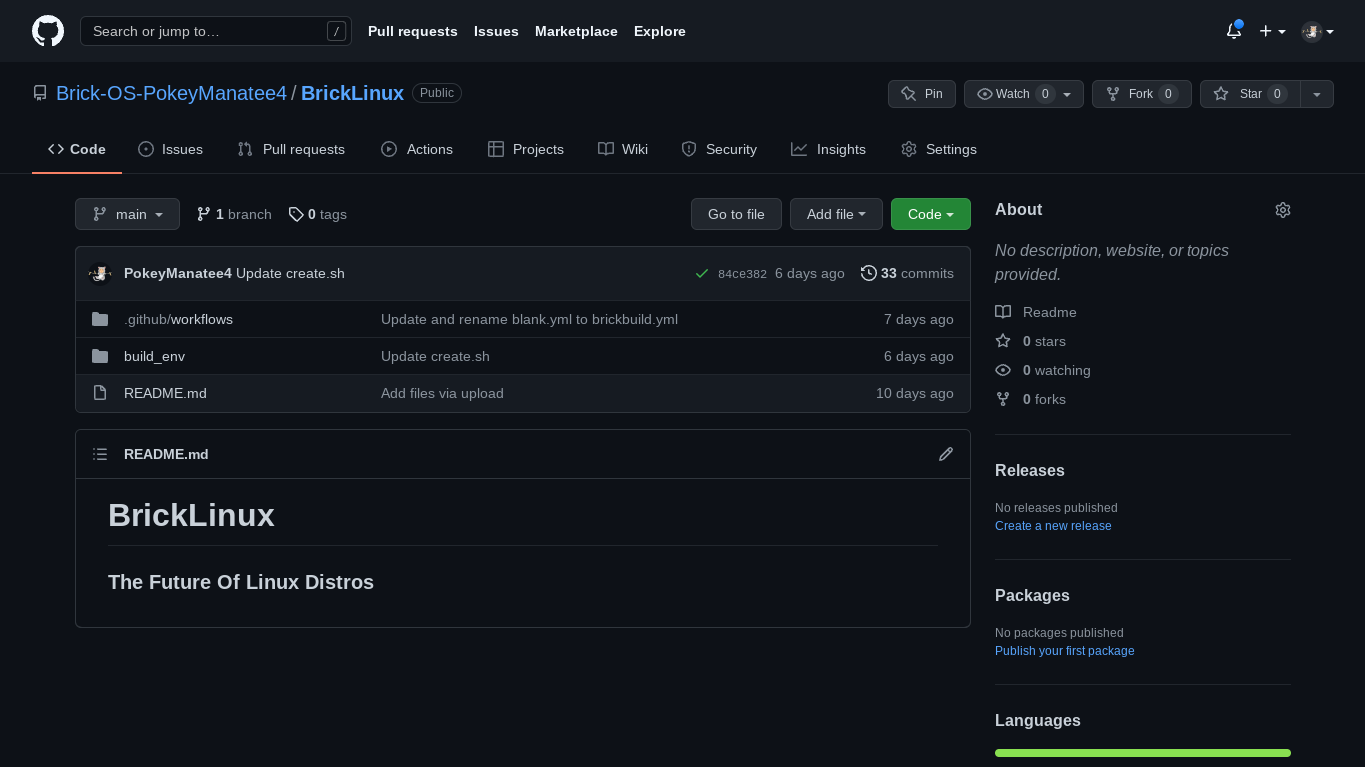 Search or jump to… /
Pull requests
Issues
Marketplace
Explore
Brick-OS-PokeyManatee4 / BrickLinux Public
Pin
Watch 0
Fork 0
Star 0
Code
Issues
Pull requests
Actions
Projects
Wiki
Security
Insights
Settings
main
1 branch
0 tags
Go to file
Add file
Code
PokeyManatee4 Update create.sh 84ce382 6 days ago 33 commits
.github/workflows Update and rename blank.yml to brickbuild.yml 7 days ago
build_env Update create.sh 6 days ago
README.md Add files via upload 10 days ago
README.md
BrickLinux
The Future Of Linux Distros
About
No description, website, or topics
provided.
Readme
0 stars
0 watching
0 forks
Releases
No releases published
Create a new release
Packages
No packages published
Publish your first package
Languages